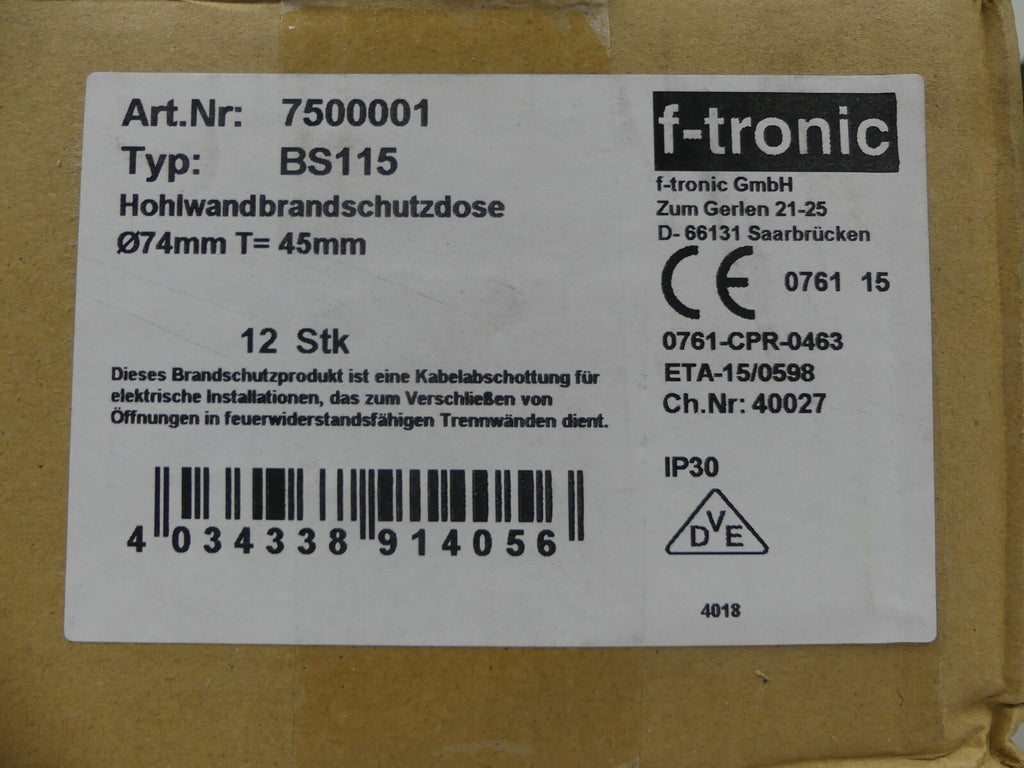 Art.Nr: 7500001
Typ: BS115
Hohlwandbrandschutzdose
Ø74mm T= 45mm
12 Stk
Dieses Brandschutzprodukt ist eine Kabelabschottung für
elektrische Installationen, das zum Verschließen von
Öffnungen in feuerwiderstandsfähigen Trennwänden dient.
4 034338 914056
f-tronic
f-tronic GmbH
Zum Gerlen 21-25
D- 66131 Saarbrücken
CE 0761 15
0761-CPR-0463
ETA-15/0598
Ch.Nr: 40027
IP30
DVE
4018